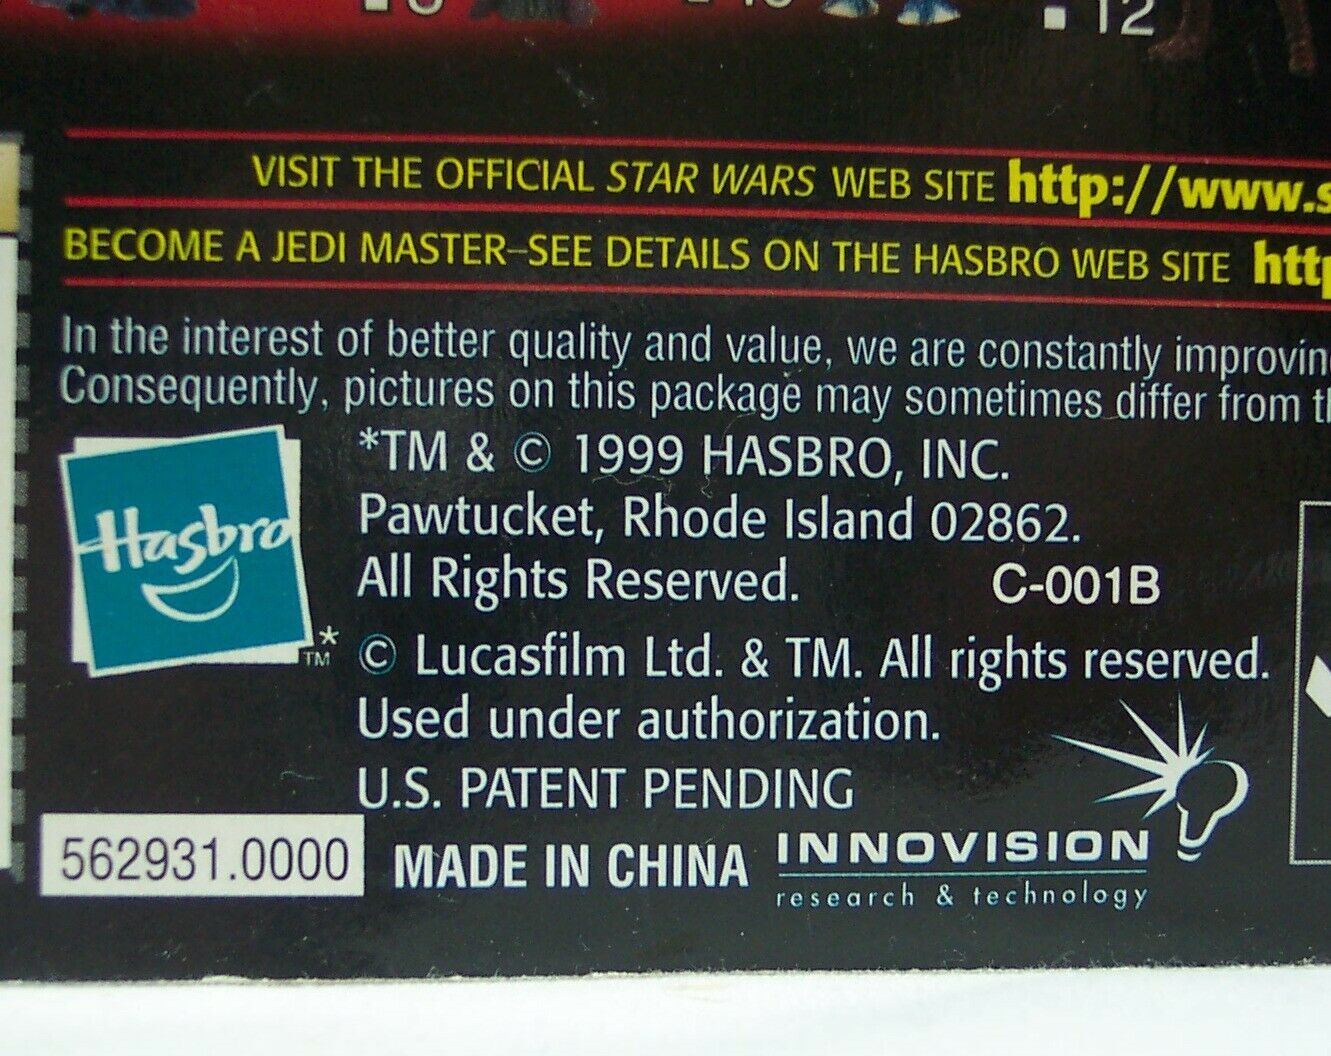 12
VISIT THE OFFICIAL STAR WARS WEB SITE http://www.s
BECOME A JEDI MASTER–SEE DETAILS ON THE HASBRO WEB SITE http
In the interest of better quality and value, we are constantly improving
Consequently, pictures on this package may sometimes differ from th
*TM & © 1999 HASBRO, INC.
Pawtucket, Rhode Island 02862.
All Rights Reserved. C-001B
Hasbro
TM*
© Lucasfilm Ltd. & TM. All rights reserved.
Used under authorization.
U.S. PATENT PENDING
562931.0000 MADE IN CHINA INNOVISION
research & technology